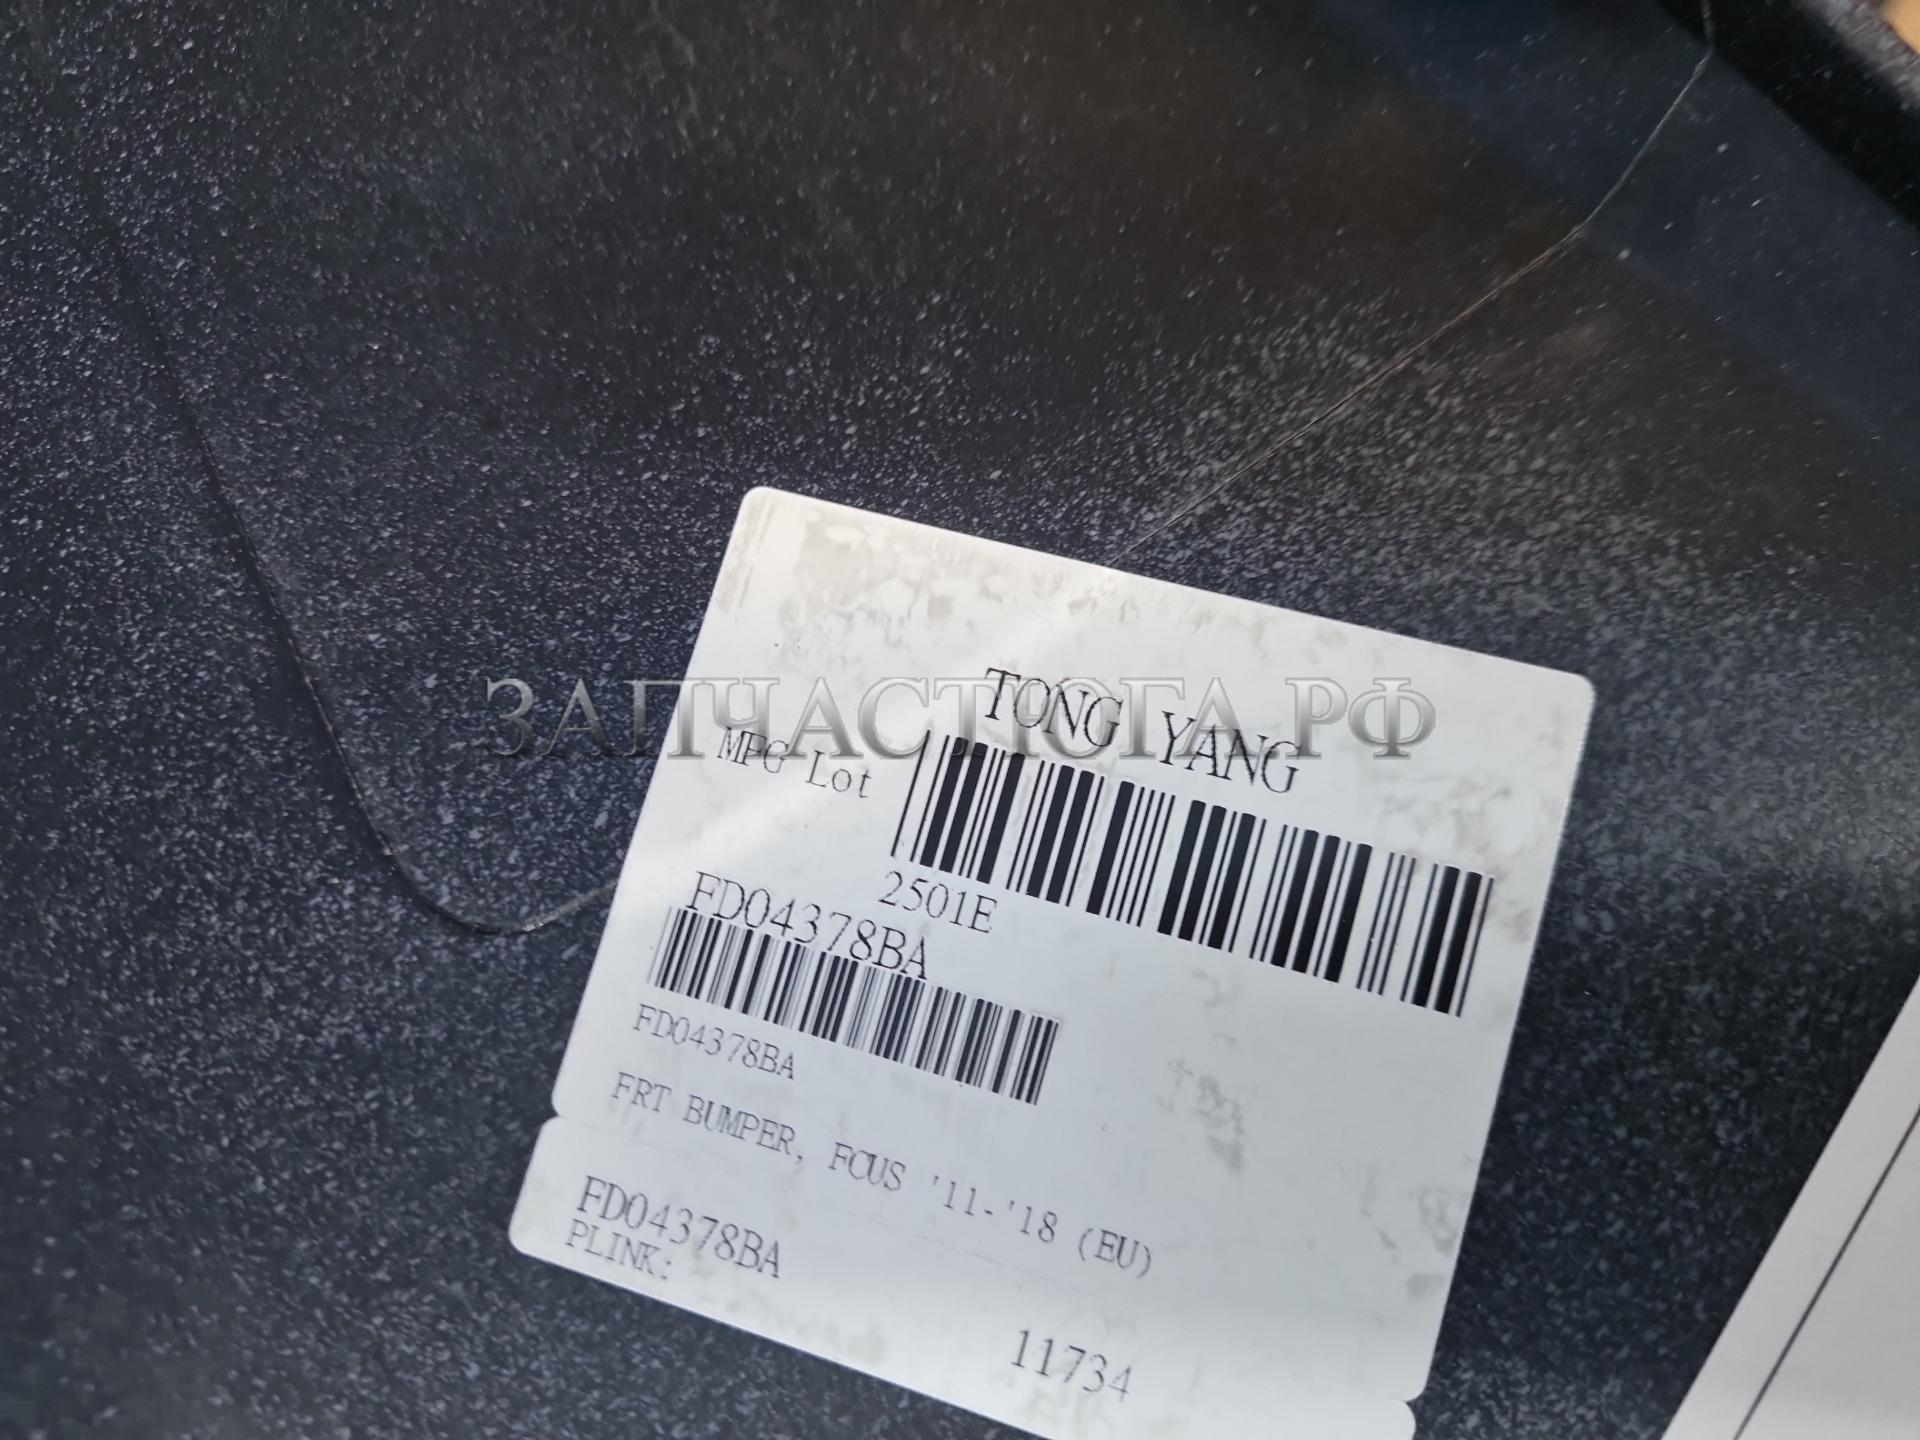 ЗАПЧАСТЮГА.РФ
TONG YANG
MFG Lot
2501E
FD04378BA
FD04378BA
FRT BUMPER, FCUS '11-'18 (EU)
FD04378BA
PLINK:
11734